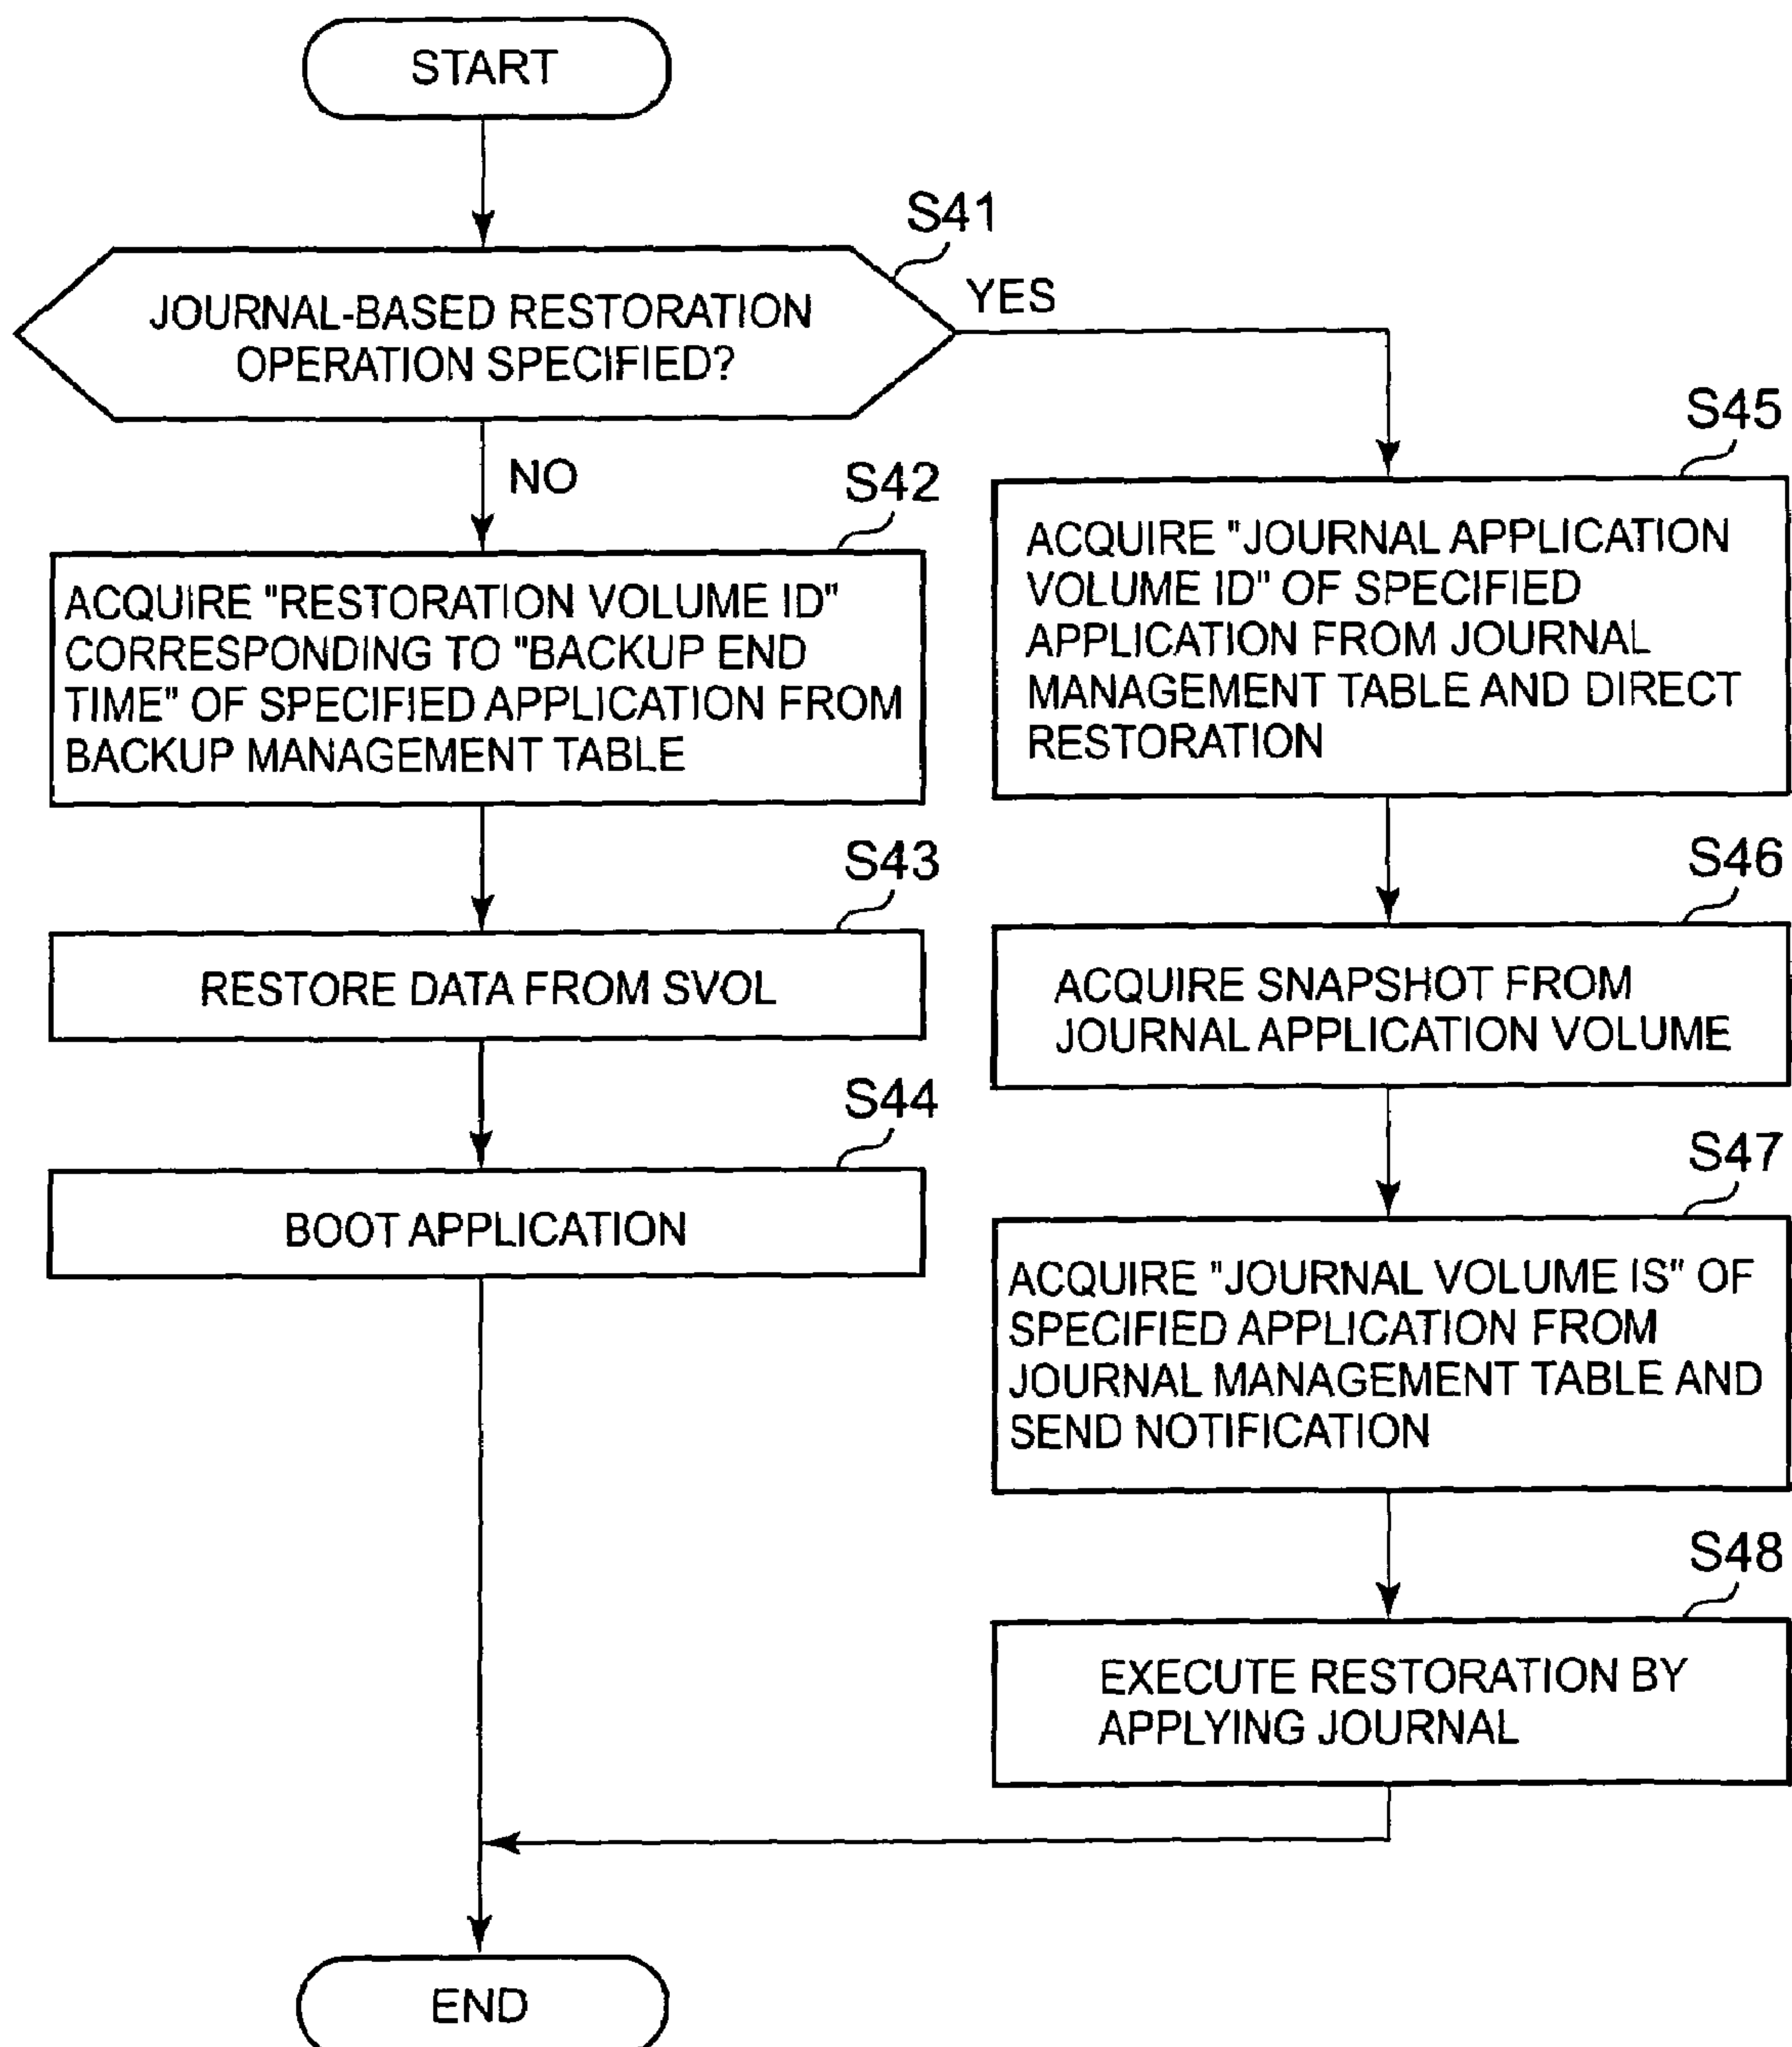 START
S41
JOURNAL-BASED RESTORATION
OPERATION SPECIFIED?
YES
NO
S42
ACQUIRE "RESTORATION VOLUME ID"
CORRESPONDING TO "BACKUP END
TIME" OF SPECIFIED APPLICATION FROM
BACKUP MANAGEMENT TABLE
S43
RESTORE DATA FROM SVOL
S44
BOOT APPLICATION
S45
ACQUIRE "JOURNAL APPLICATION
VOLUME ID" OF SPECIFIED
APPLICATION FROM JOURNAL
MANAGEMENT TABLE AND DIRECT
RESTORATION
S46
ACQUIRE SNAPSHOT FROM
JOURNAL APPLICATION VOLUME
S47
ACQUIRE "JOURNAL VOLUME IS" OF
SPECIFIED APPLICATION FROM
JOURNAL MANAGEMENT TABLE AND
SEND NOTIFICATION
S48
EXECUTE RESTORATION BY
APPLYING JOURNAL
END